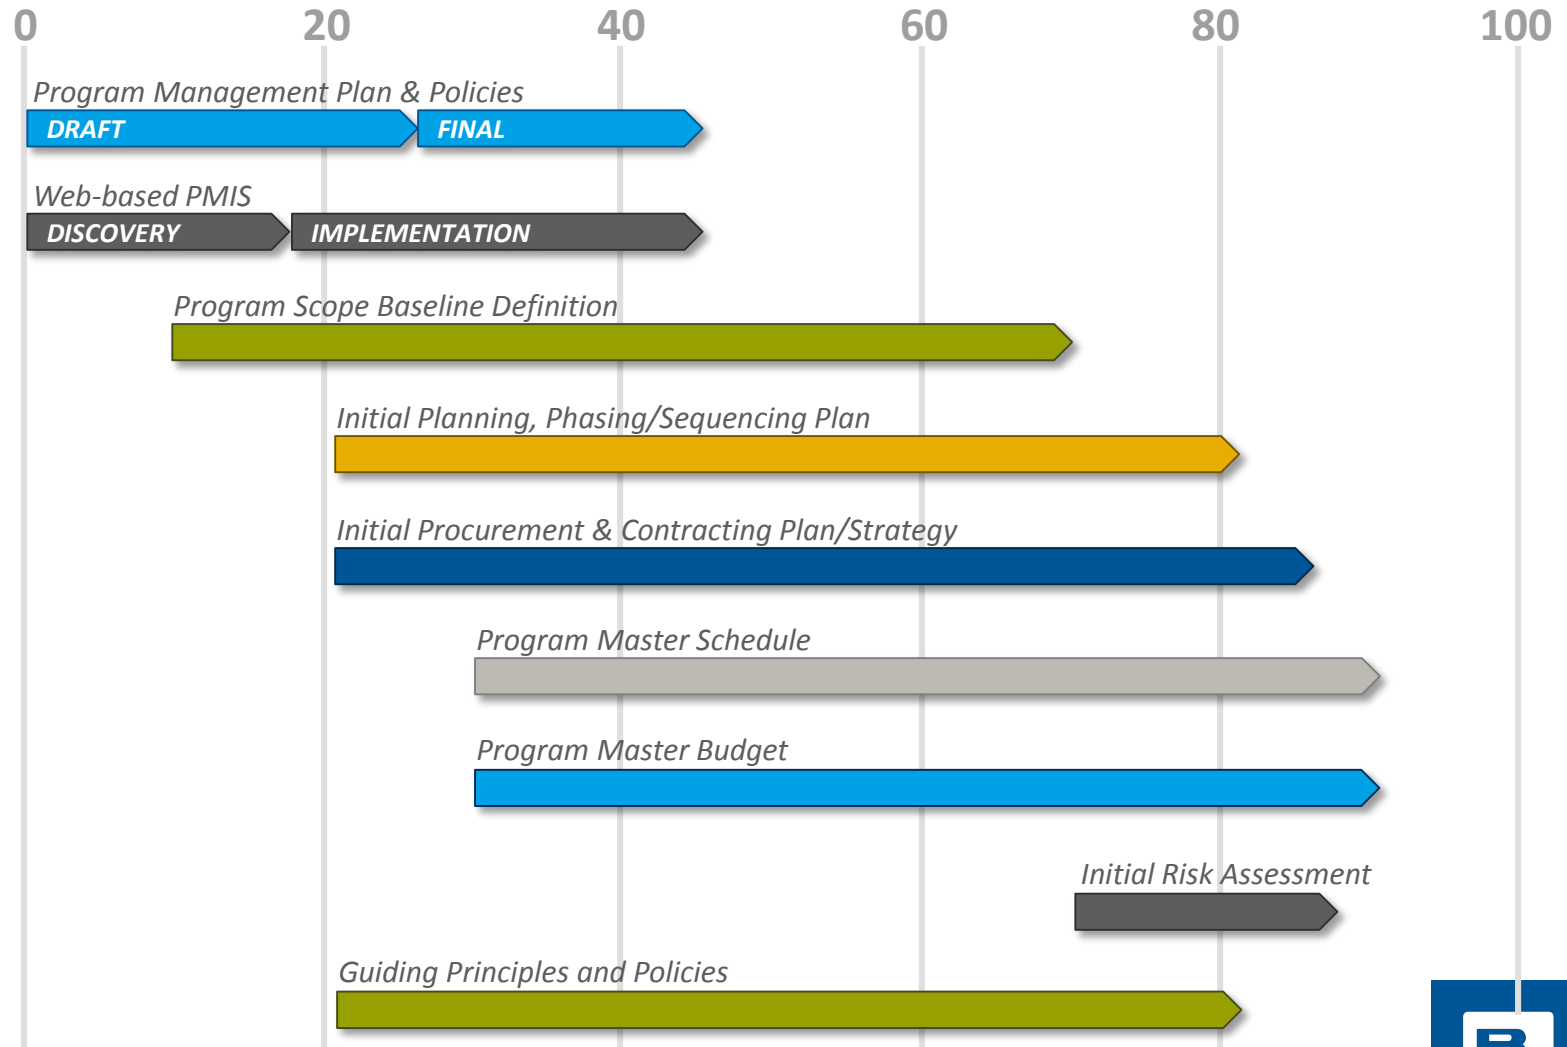 0 20 40 60 80 100
Program Management Plan & Policies
DRAFT FINAL
Web-based PMIS
DISCOVERY IMPLEMENTATION
Program Scope Baseline Definition
Initial Planning, Phasing/Sequencing Plan
Initial Procurement & Contracting Plan/Strategy
Program Master Schedule
Program Master Budget
Initial Risk Assessment
Guiding Principles and Policies